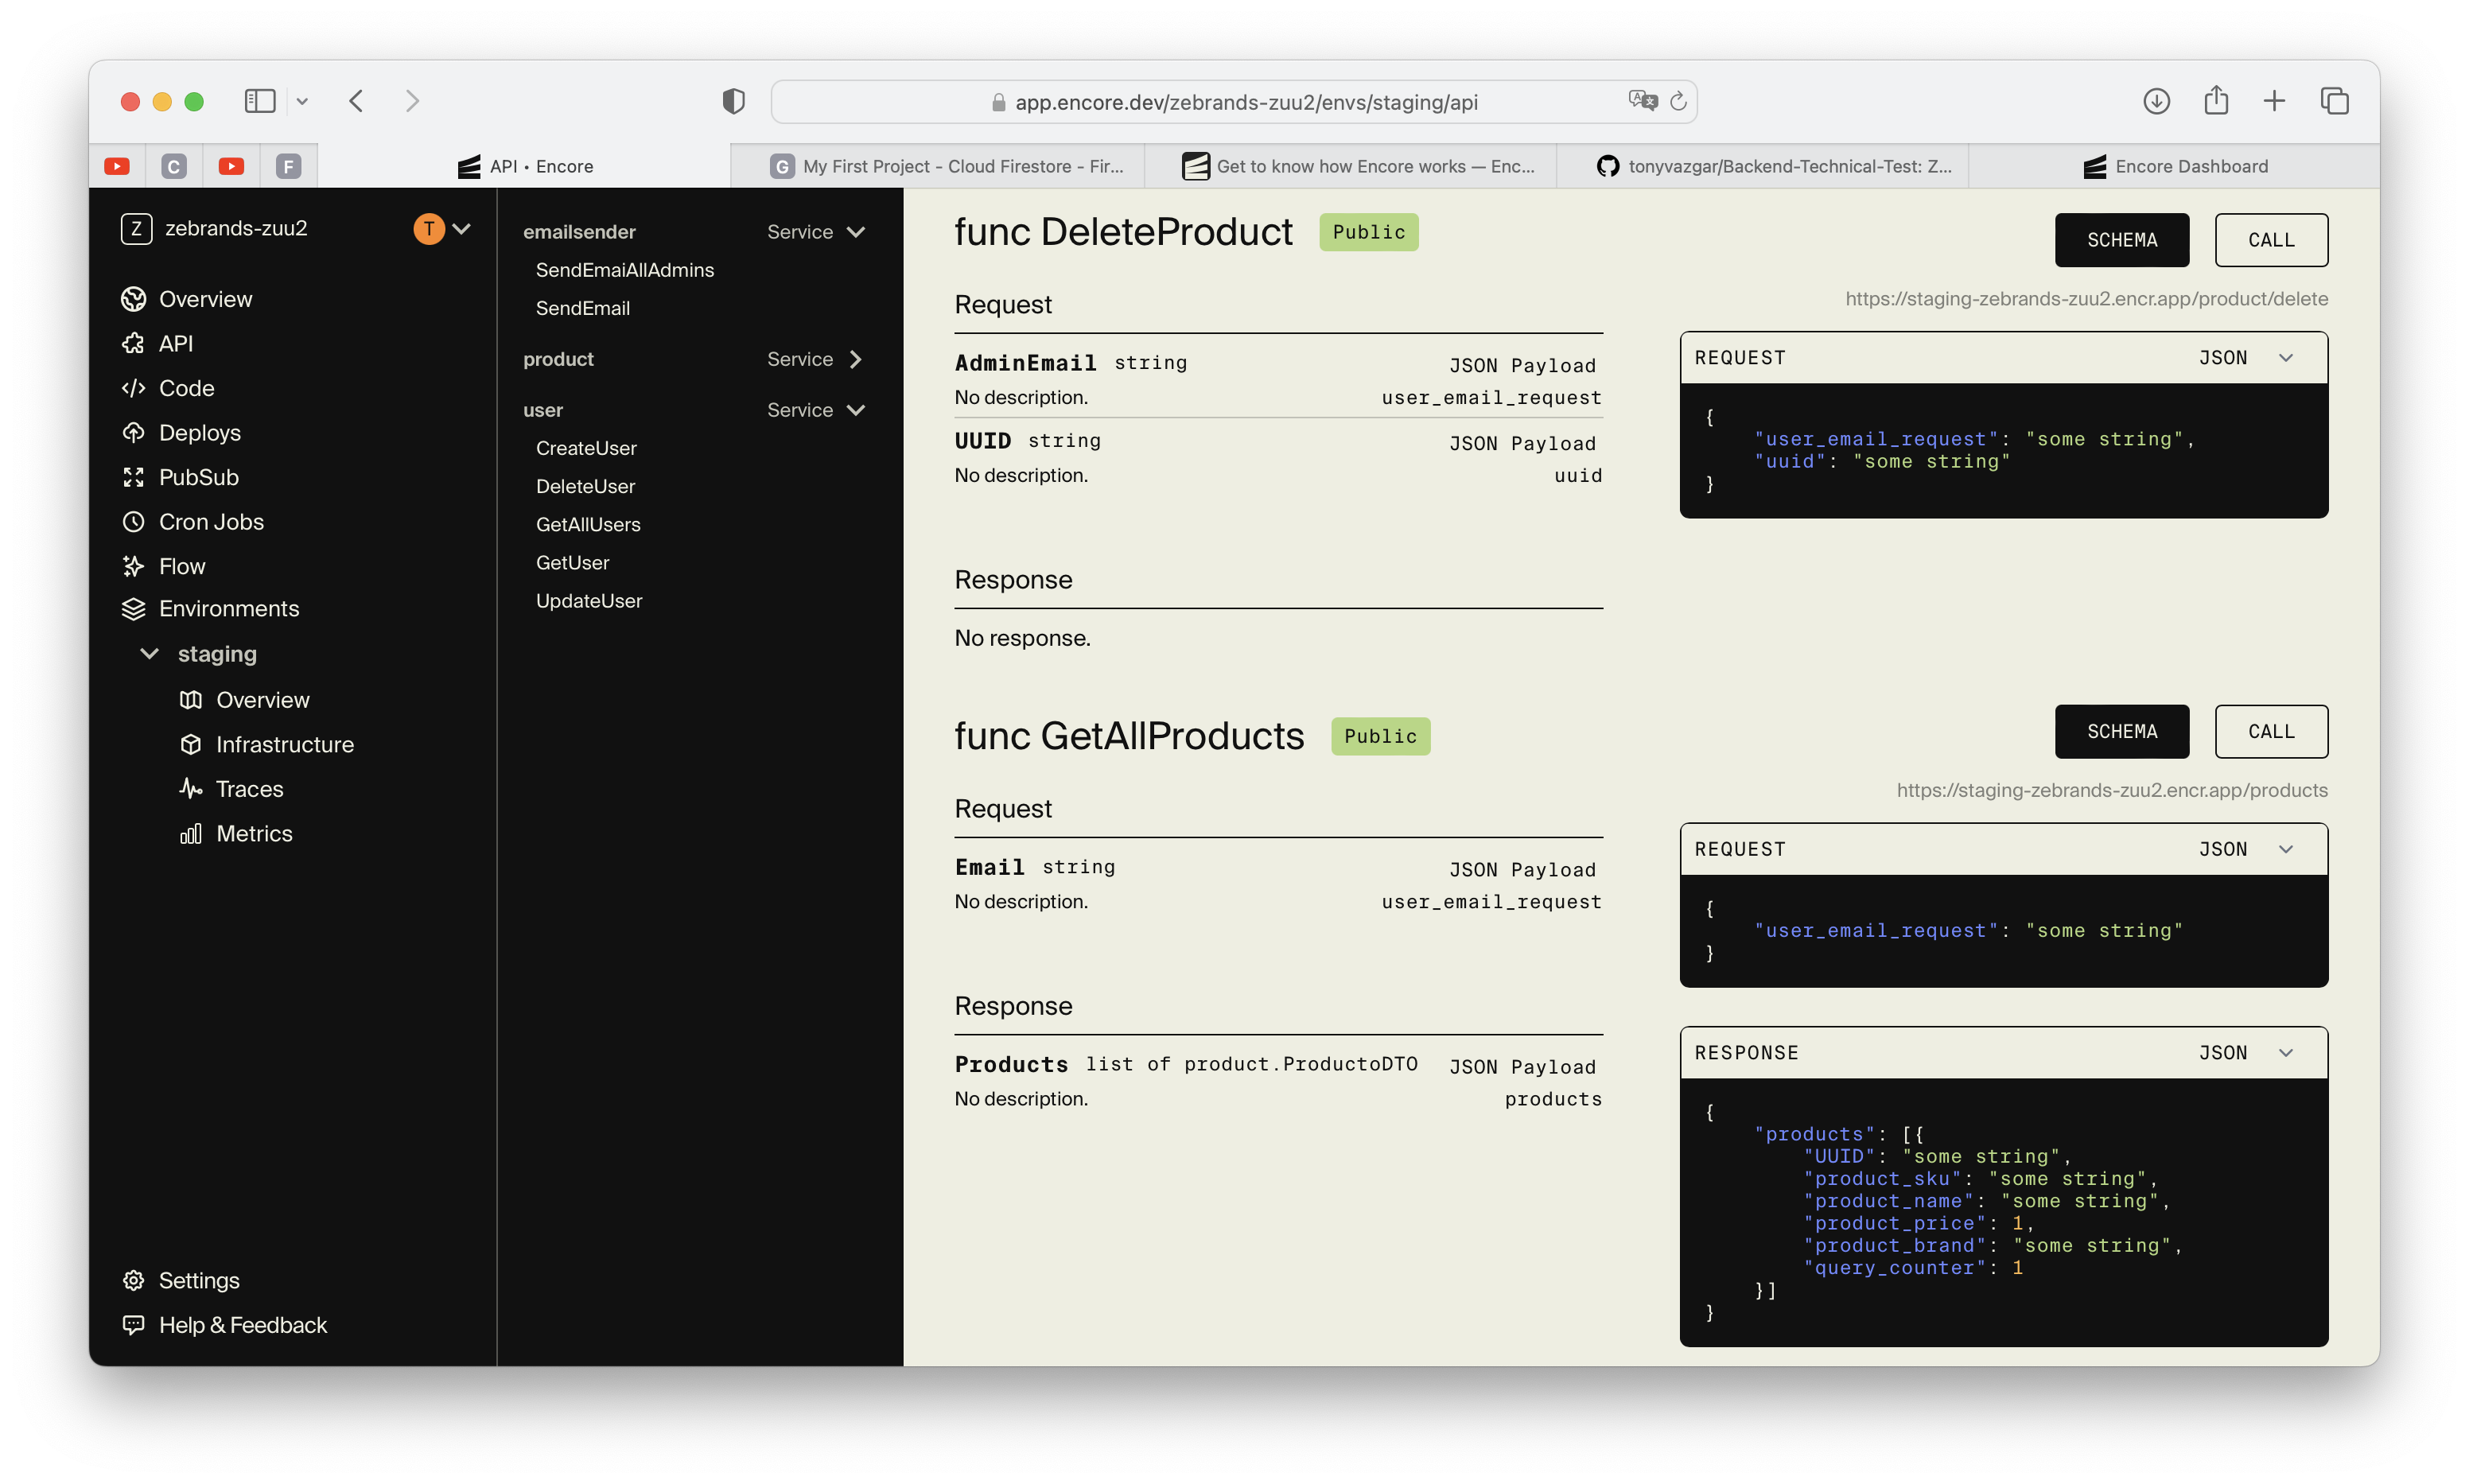 app.encore.dev/zebrands-zuu2/envs/staging/api
C
F
API • Encore
G My First Project - Cloud Firestore - Fir...
Get to know how Encore works — Enc...
tonyvazgar/Backend-Technical-Test: Z...
Encore Dashboard
Z zebrands-zuu2 T
Overview
API
Code
Deploys
PubSub
Cron Jobs
Flow
Environments
staging
Overview
Infrastructure
Traces
Metrics
Settings
Help & Feedback
emailsender Service
SendEmaiAllAdmins
SendEmail
product Service
user Service
CreateUser
DeleteUser
GetAllUsers
GetUser
UpdateUser
func DeleteProduct Public
Request
AdminEmail string JSON Payload
No description. user_email_request
UUID string JSON Payload
No description. uuid
Response
No response.
SCHEMA CALL
https://staging-zebrands-zuu2.encr.app/product/delete
REQUEST JSON
{
"user_email_request": "some string",
"uuid": "some string"
}
func GetAllProducts Public
Request
Email string JSON Payload
No description. user_email_request
Response
Products list of product.ProductoDTO JSON Payload
No description. products
SCHEMA CALL
https://staging-zebrands-zuu2.encr.app/products
REQUEST JSON
{
"user_email_request": "some string"
}
RESPONSE JSON
{
"products": [{
"UUID": "some string",
"product_sku": "some string",
"product_name": "some string",
"product_price": 1,
"product_brand": "some string",
"query_counter": 1
}]
}